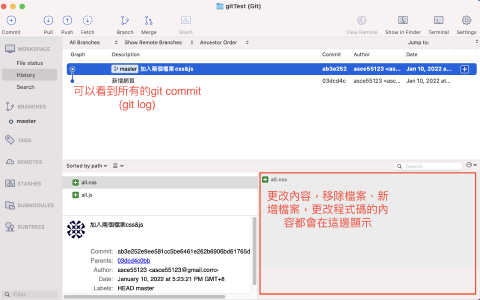 gitTest (Git)
Commit Pull Push Fetch Branch Merge Stash View Remote Show in Finder Terminal Settings
WORKSPACE
File status
History
Search
BRANCHES
master
TAGS
REMOTES
STASHES
SUBMODULES
SUBTREES
Filter
All Branches Show Remote Branches Ancestor Order Jump to:
Graph Description Commit Author Date
master 加入兩個檔案css&js ab3e252 asce55123 <as... Jan 10, 2022 at...
新增網頁 03dcd4c asce55123 <as... Jan 10, 2022 at...
可以看到所有的git commit
(git log)
Sorted by path Search
all.css
all.js
加入兩個檔案css&js
Commit: ab3e252e9ee581cc5be6461e262b6906bd61765d
Parents: 03dcd4c0bb
Author: asce55123 <asce55123@gmail.com>
Date: January 10, 2022 at 5:23:21 PM GMT+8
Labels: HEAD master
all.css
更改內容，移除檔案、新
增檔案，更改程式碼的內
容都會在這邊顯示